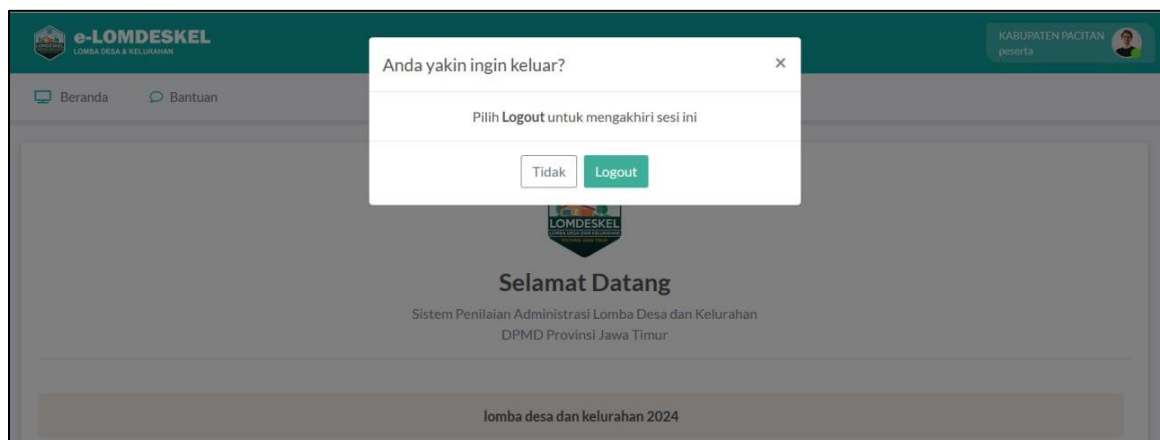 e-LOMDESKEL
LOMBA DESA & KELURAHAN
KABUPATEN PACITAN
peserta
Beranda
Bantuan
Anda yakin ingin keluar?
×
Pilih Logout untuk mengakhiri sesi ini
Tidak
Logout
LOMDESKEL
Selamat Datang
Sistem Penilaian Administrasi Lomba Desa dan Kelurahan
DPMD Provinsi Jawa Timur
lomba desa dan kelurahan 2024